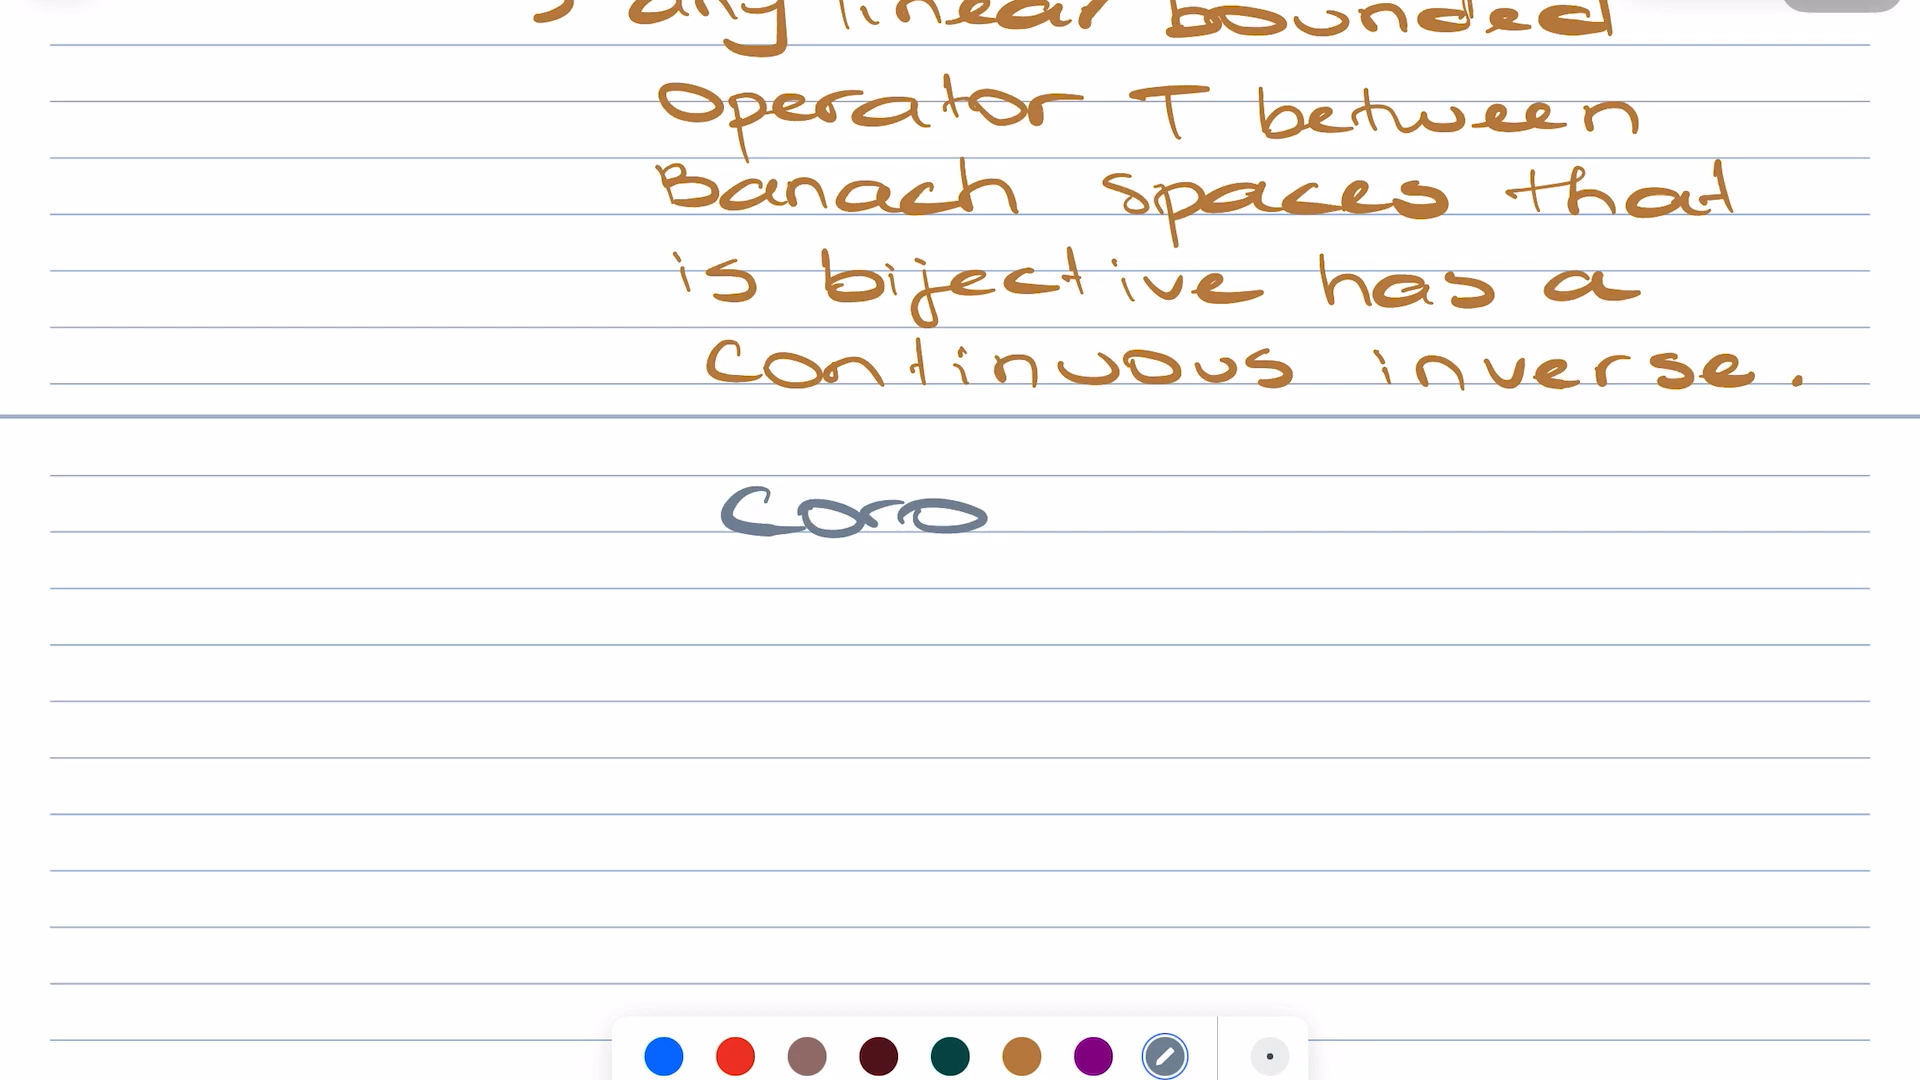 any linear bounded
operator T between
Banach spaces that
is bijective has a
continuous inverse.
Coro